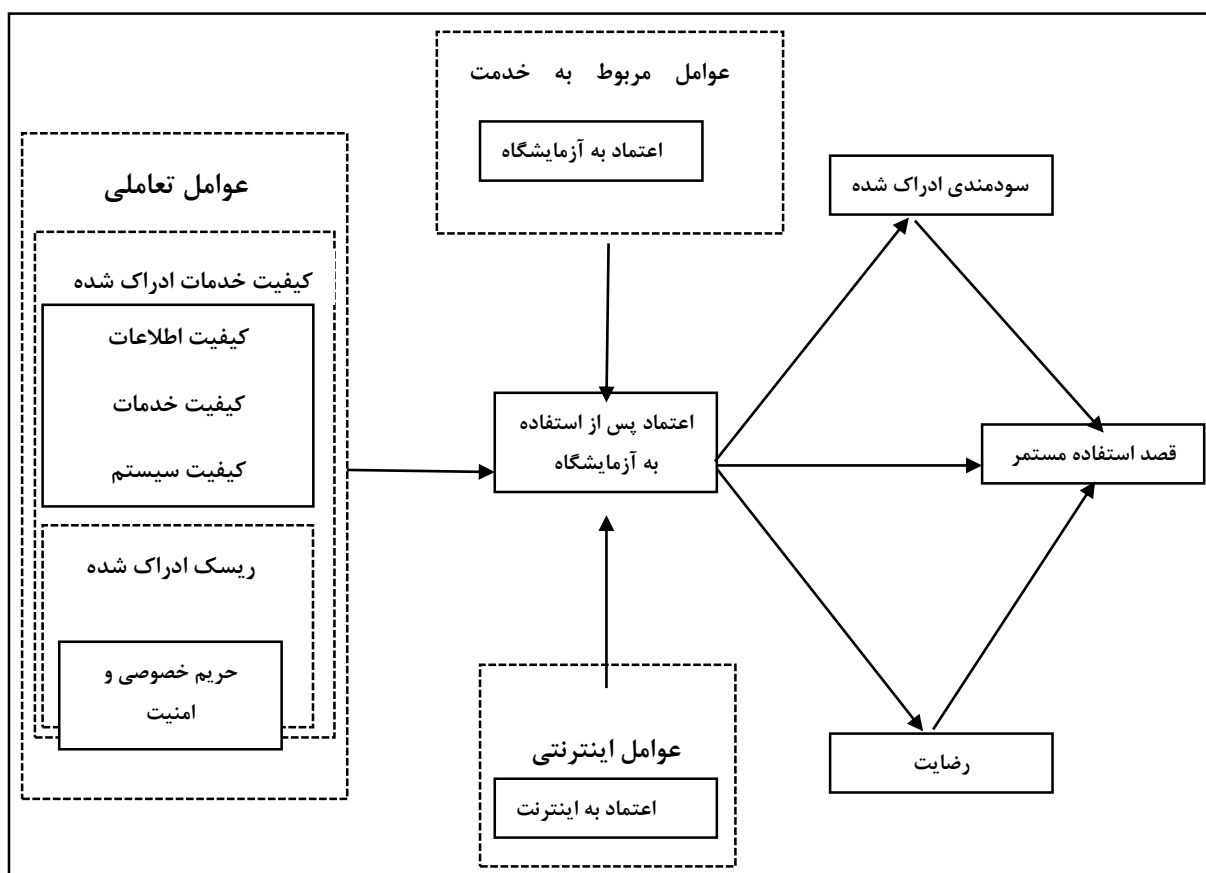 عوامل مربوط به خدمت
اعتماد به آزمایشگاه
سودمندی ادراک شده
عوامل تعاملی
کیفیت خدمات ادراک شده
کیفیت اطلاعات
کیفیت خدمات
کیفیت سیستم
ریسک ادراک شده
حریم خصوصی و
امنیت
اعتماد پس از استفاده
به آزمایشگاه
قصد استفاده مستمر
عوامل اینترنتی
اعتماد به اینترنت
رضایت